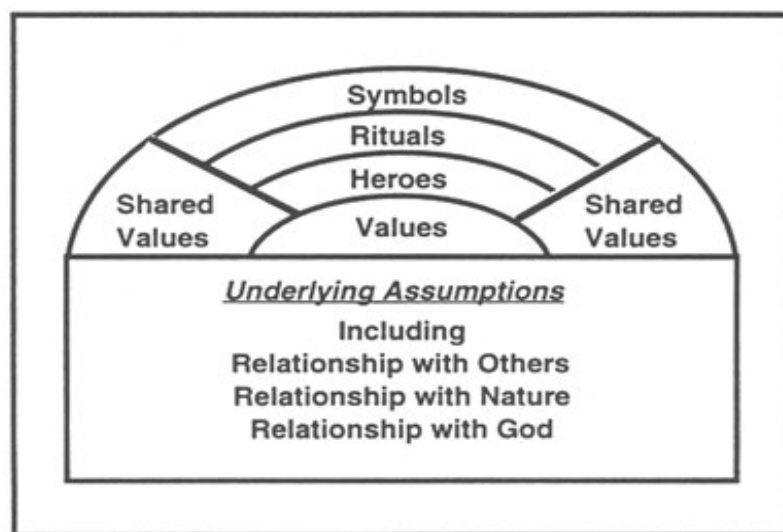 Symbols
Rituals
Heroes
Shared
Values
Values
Shared
Values
Underlying Assumptions
Including
Relationship with Others
Relationship with Nature
Relationship with God